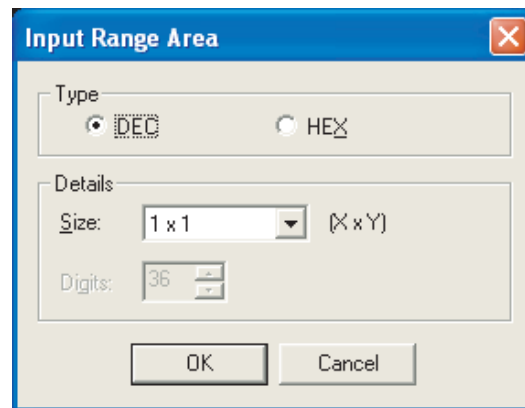 Input Range Area
Type
DEC HEX
Details
Size: 1 x 1 (X x Y)
Digits: 36
OK Cancel